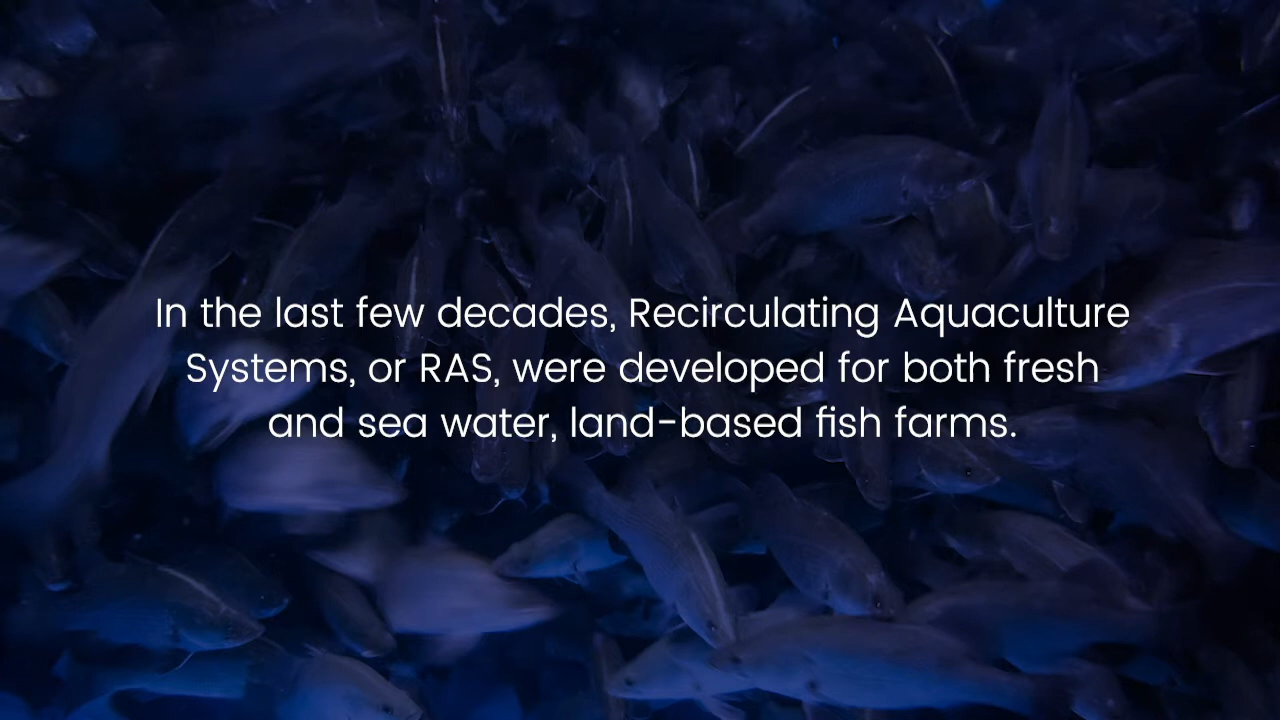 In the last few decades, Recirculating Aquaculture
Systems, or RAS, were developed for both fresh
and sea water, land-based fish farms.